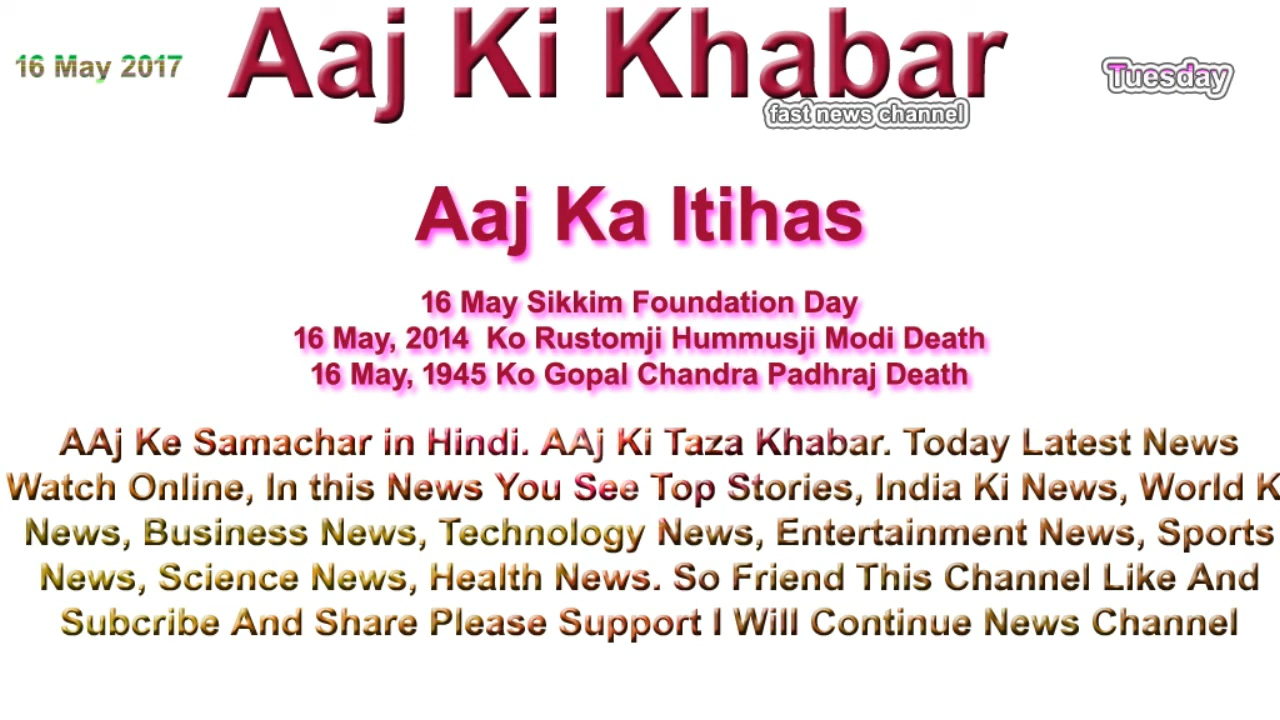 16 May 2017
Aaj Ki Khabar
Tuesday
fast news channel
Aaj Ka Itihas
16 May Sikkim Foundation Day
16 May, 2014 Ko Rustomji Hummusji Modi Death
16 May, 1945 Ko Gopal Chandra Padhraj Death
AAj Ke Samachar in Hindi. AAj Ki Taza Khabar. Today Latest News
Watch Online, In this News You See Top Stories, India Ki News, World K
News, Business News, Technology News, Entertainment News, Sports
News, Science News, Health News. So Friend This Channel Like And
Subcribe And Share Please Support I Will Continue News Channel